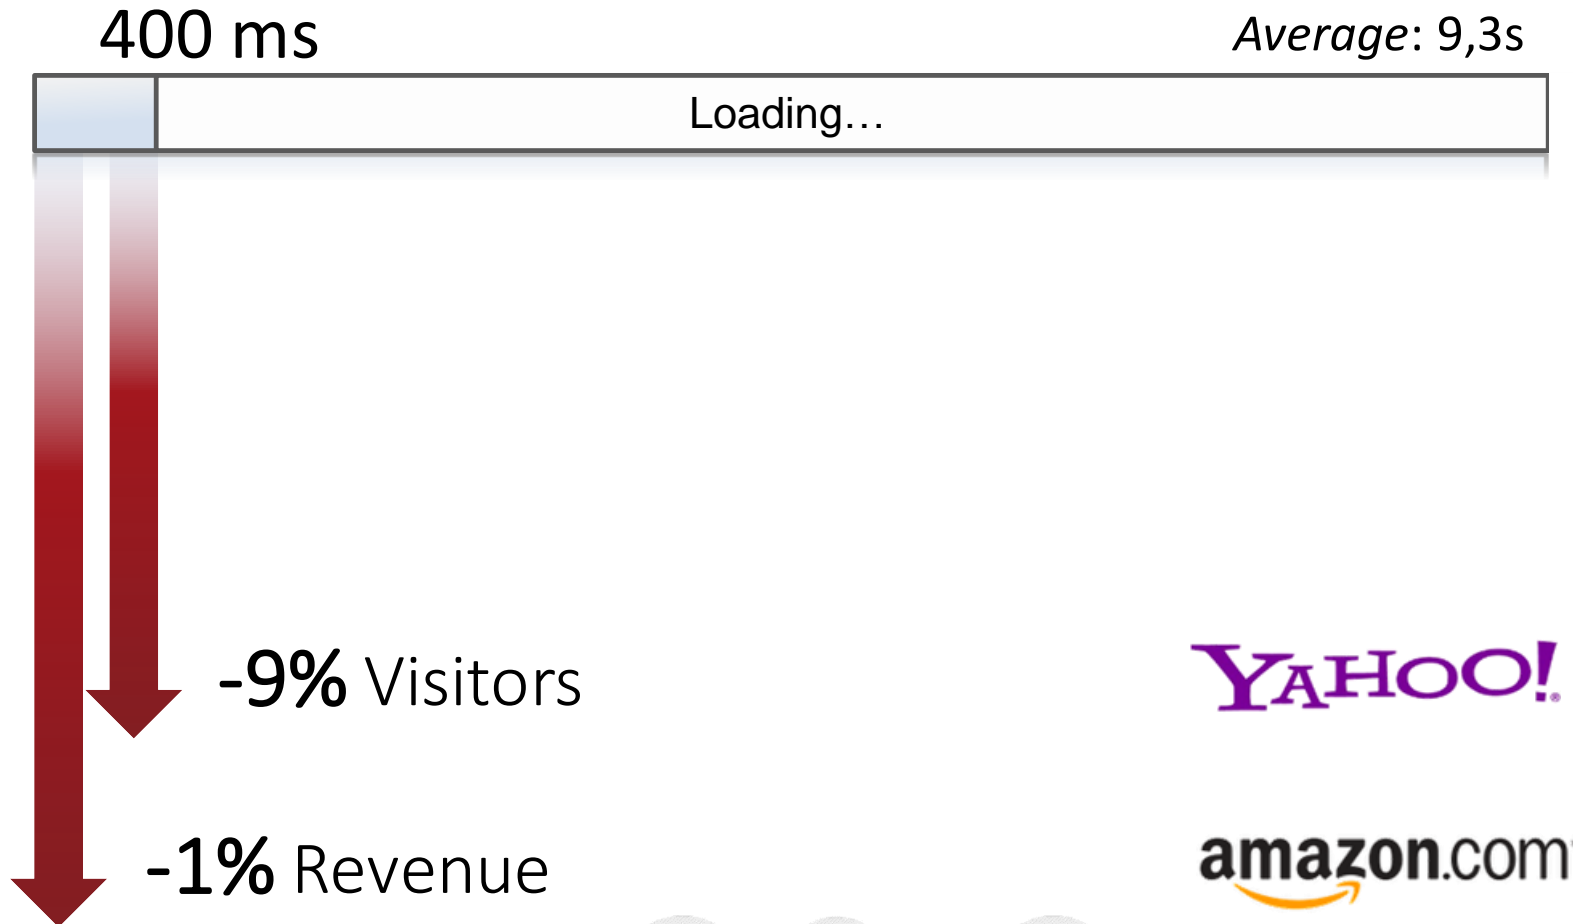 400 ms
Average: 9,3s
Loading…
-9% Visitors
YAHOO!
-1% Revenue
amazon.com